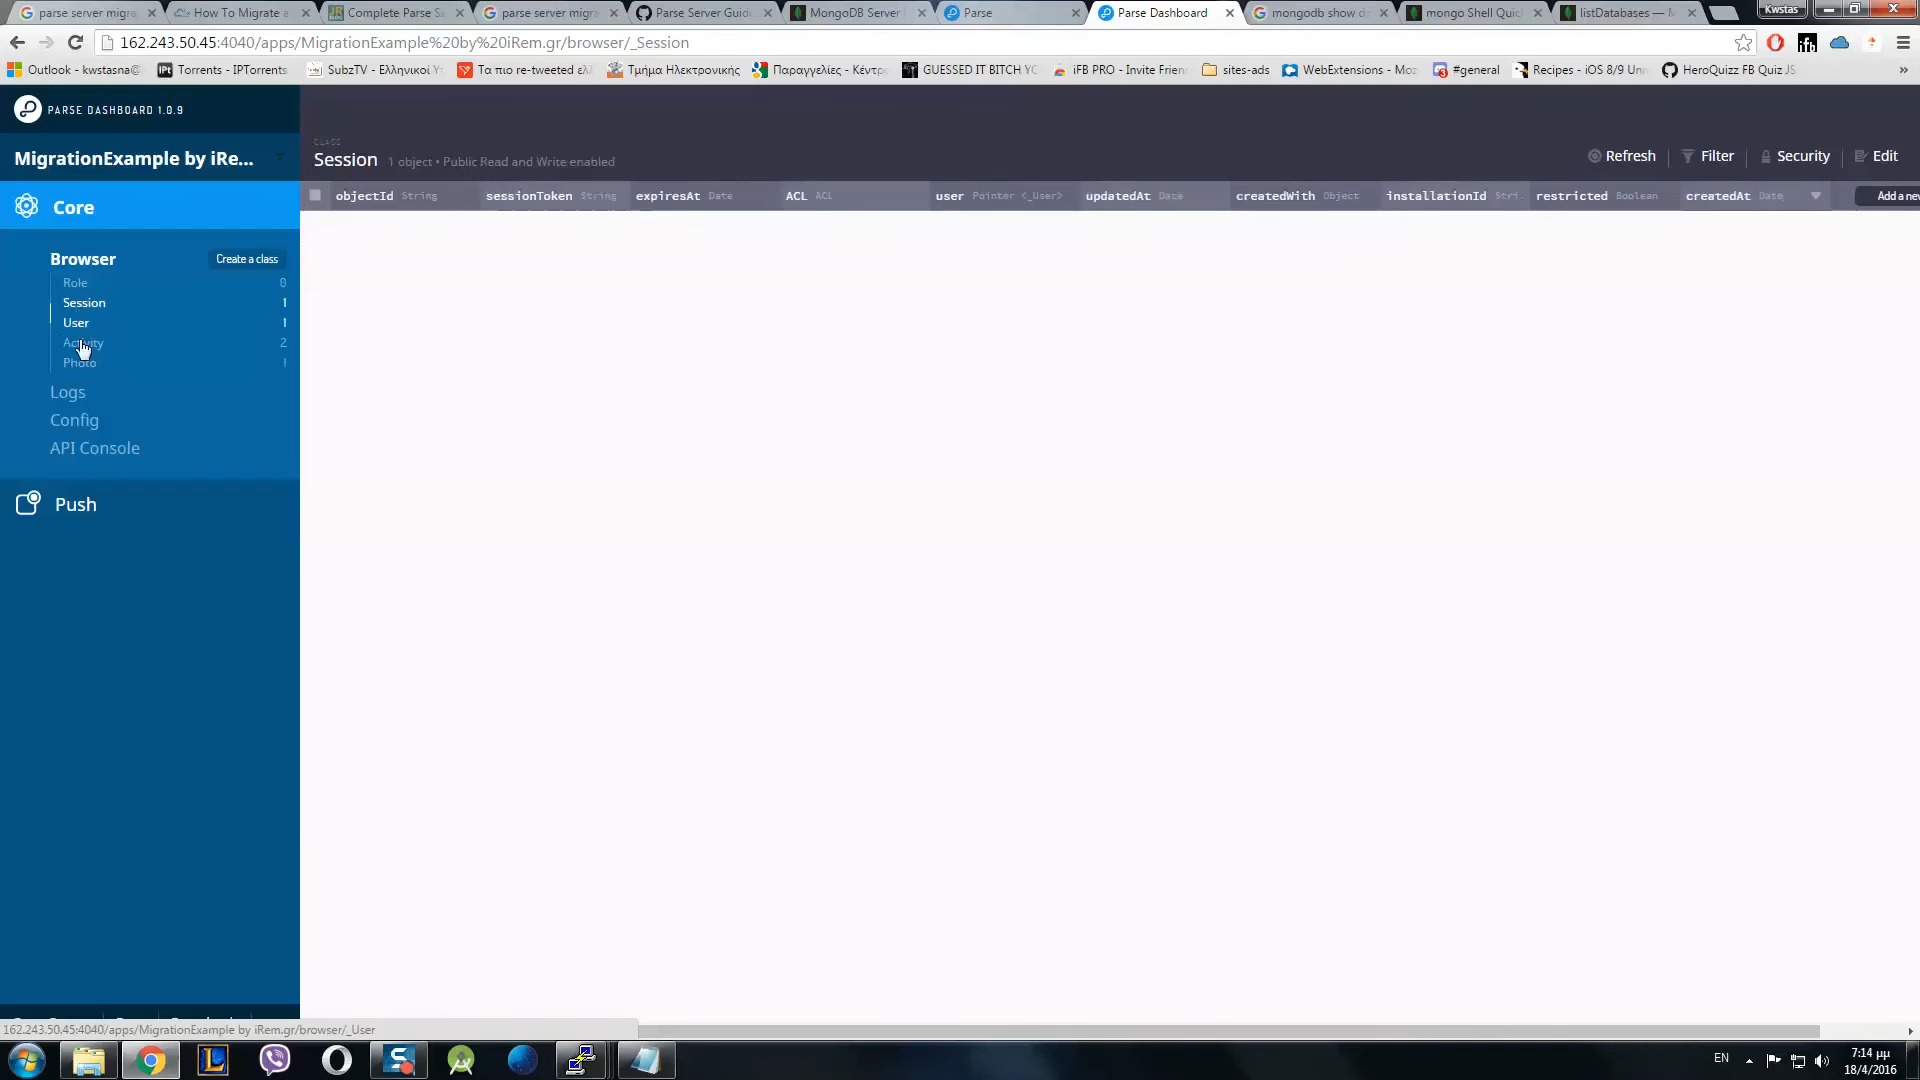 parse server migra
How To Migrate a
Complete Parse Se
parse server migra
Parse Server Guid
MongoDB Server
Parse
Parse Dashboard
mongodb show d
mongo Shell Quic
listDatabases — M
Kwstas
162.243.50.45:4040/apps/MigrationExample%20by%20iRem.gr/browser/_Session
Outlook - kwstasna@
Torrents - IPTorrents
SubzTV - Ελληνικοί Υ
Τα πιο re-tweeted ελλ
Τμήμα Ηλεκτρονικής
Παραγγελίες - Κέντρ
GUESSED IT BITCH YO
iFB PRO - Invite Frien
sites-ads
WebExtensions - Moz
#general
Recipes - iOS 8/9 Un
HeroQuizz FB Quiz JS
»
PARSE DASHBOARD 1.0.9
MigrationExample by iRe...
Core
Browser
Create a class
Role 0
Session 1
User 1
Activity 2
Photo 1
Logs
Config
API Console
Push
CLASS
Session 1 object • Public Read and Write enabled
Refresh
Filter
Security
Edit
objectId String
sessionToken String
expiresAt Date
ACL ACL
user Pointer <_User>
updatedAt Date
createdWith Object
installationId Stri
restricted Boolean
createdAt Date
Add a new
162.243.50.45:4040/apps/MigrationExample by iRem.gr/browser/_User
EN
7:14 μμ
18/4/2016